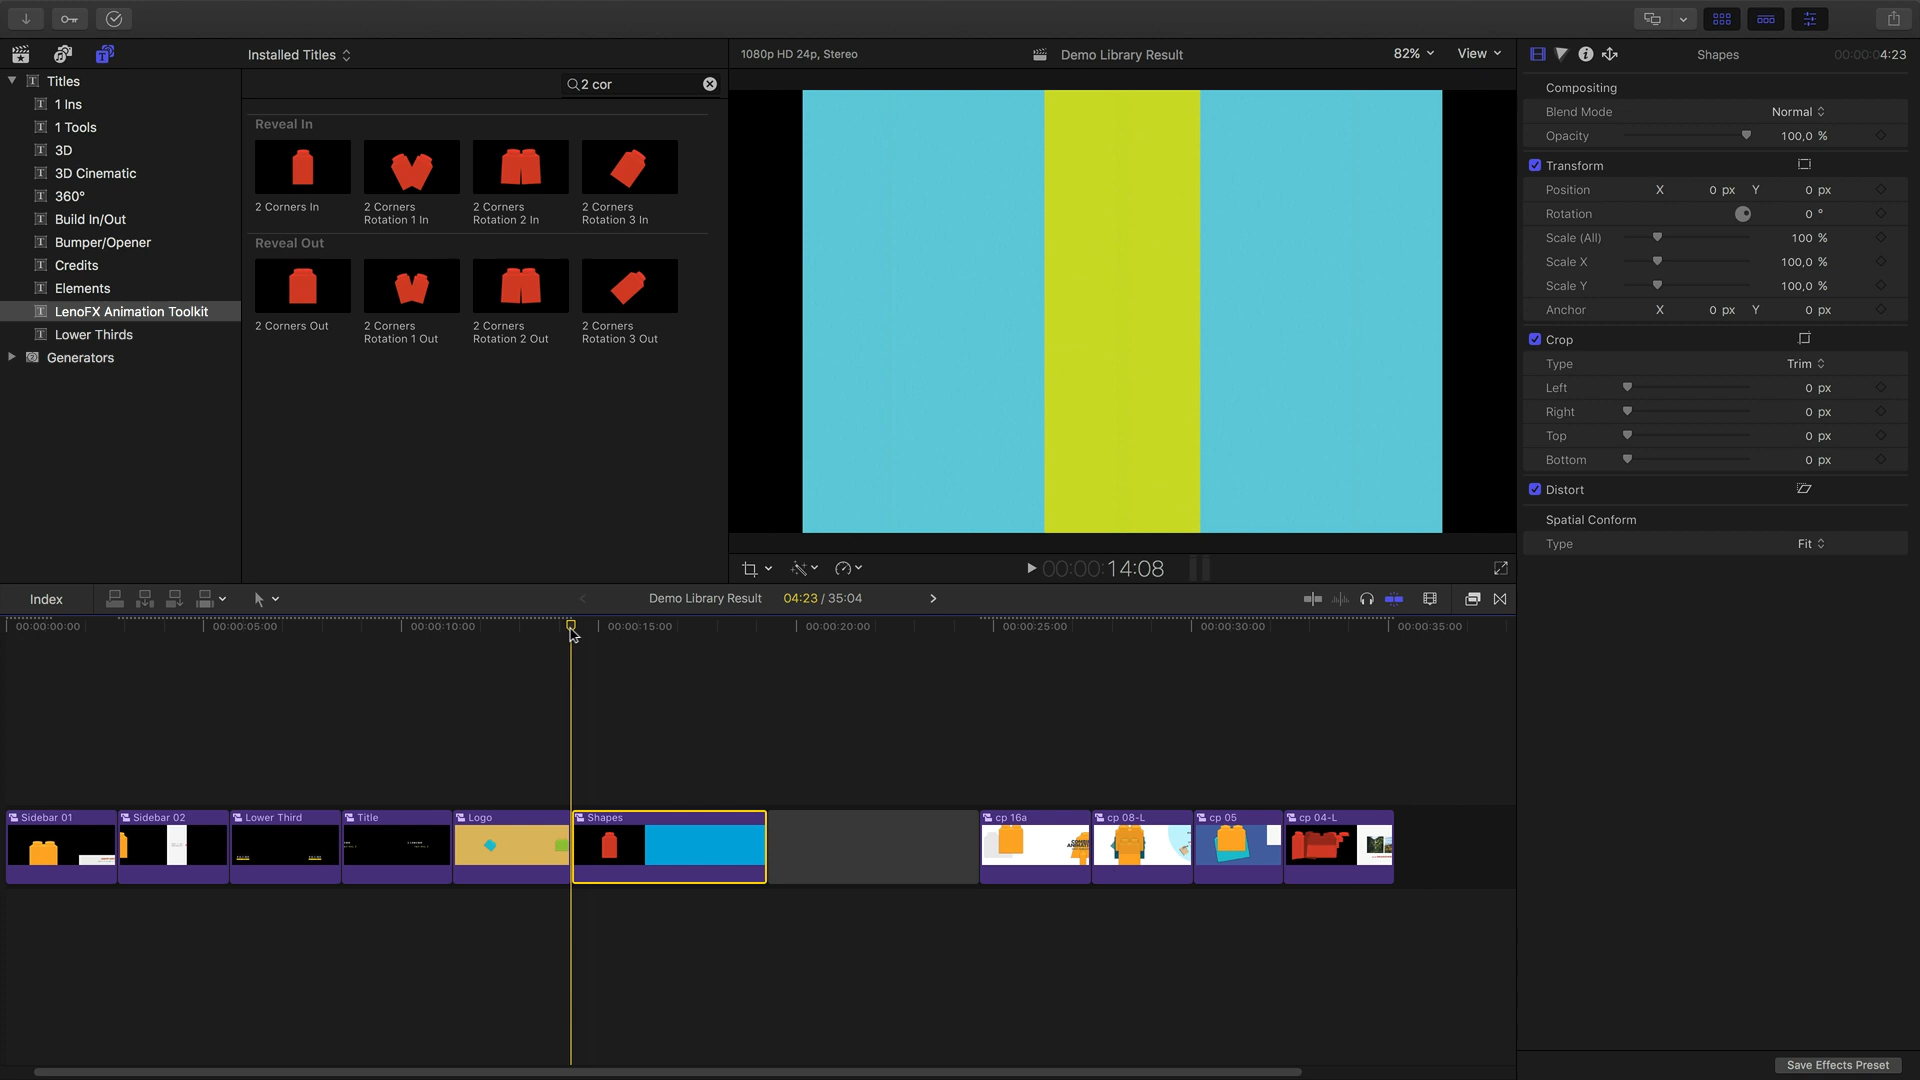 Installed Titles
1080p HD 24p, Stereo
Demo Library Result
82%
View
Shapes
00:00:04:23
Titles
1 Ins
1 Tools
3D
3D Cinematic
360°
Build In/Out
Bumper/Opener
Credits
Elements
LenoFX Animation Toolkit
Lower Thirds
Generators
2 cor
Reveal In
2 Corners In
2 Corners
Rotation 1 In
2 Corners
Rotation 2 In
2 Corners
Rotation 3 In
Reveal Out
2 Corners Out
2 Corners
Rotation 1 Out
2 Corners
Rotation 2 Out
2 Corners
Rotation 3 Out
Compositing
Blend Mode Normal
Opacity 100,0 %
Transform
Position X 0 px Y 0 px
Rotation 0 °
Scale (All) 100 %
Scale X 100,0 %
Scale Y 100,0 %
Anchor X 0 px Y 0 px
Crop
Type Trim
Left 0 px
Right 0 px
Top 0 px
Bottom 0 px
Distort
Spatial Conform
Type Fit
00:00:14:08
Index
Demo Library Result 04:23 / 35:04
00:00:00:00 00:00:05:00 00:00:10:00 00:00:15:00 00:00:20:00 00:00:25:00 00:00:30:00 00:00:35:00
Sidebar 01 Sidebar 02 Lower Third Title Logo Shapes cp 16a cp 08-L cp 05 cp 04-L
Save Effects Preset